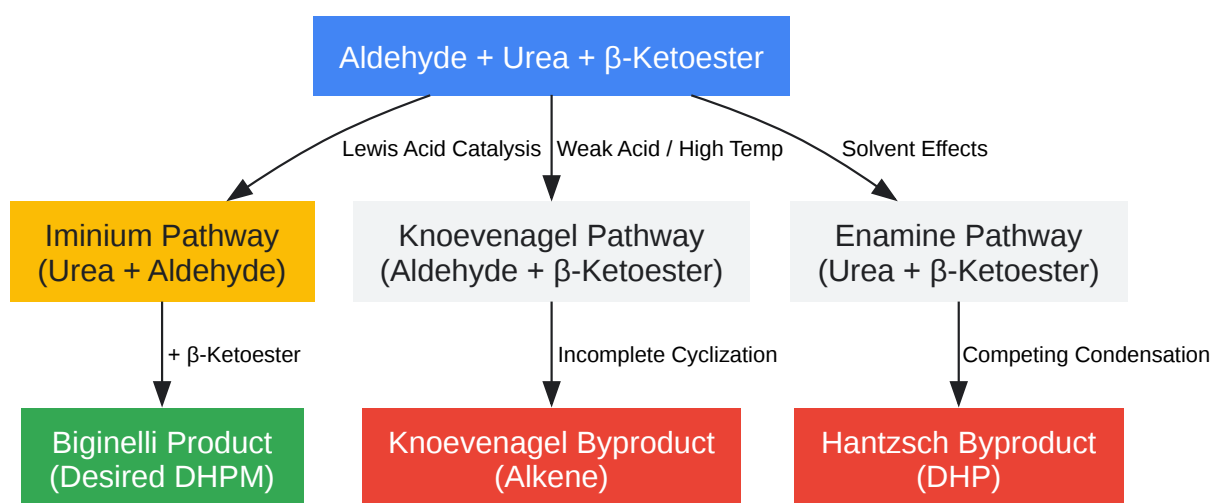 Aldehyde + Urea + β-Ketoester
Lewis Acid Catalysis
Weak Acid / High Temp
Solvent Effects
Iminium Pathway
(Urea + Aldehyde)
Knoevenagel Pathway
(Aldehyde + β-Ketoester)
Enamine Pathway
(Urea + β-Ketoester)
+ β-Ketoester
Incomplete Cyclization
Competing Condensation
Biginelli Product
(Desired DHPM)
Knoevenagel Byproduct
(Alkene)
Hantzsch Byproduct
(DHP)